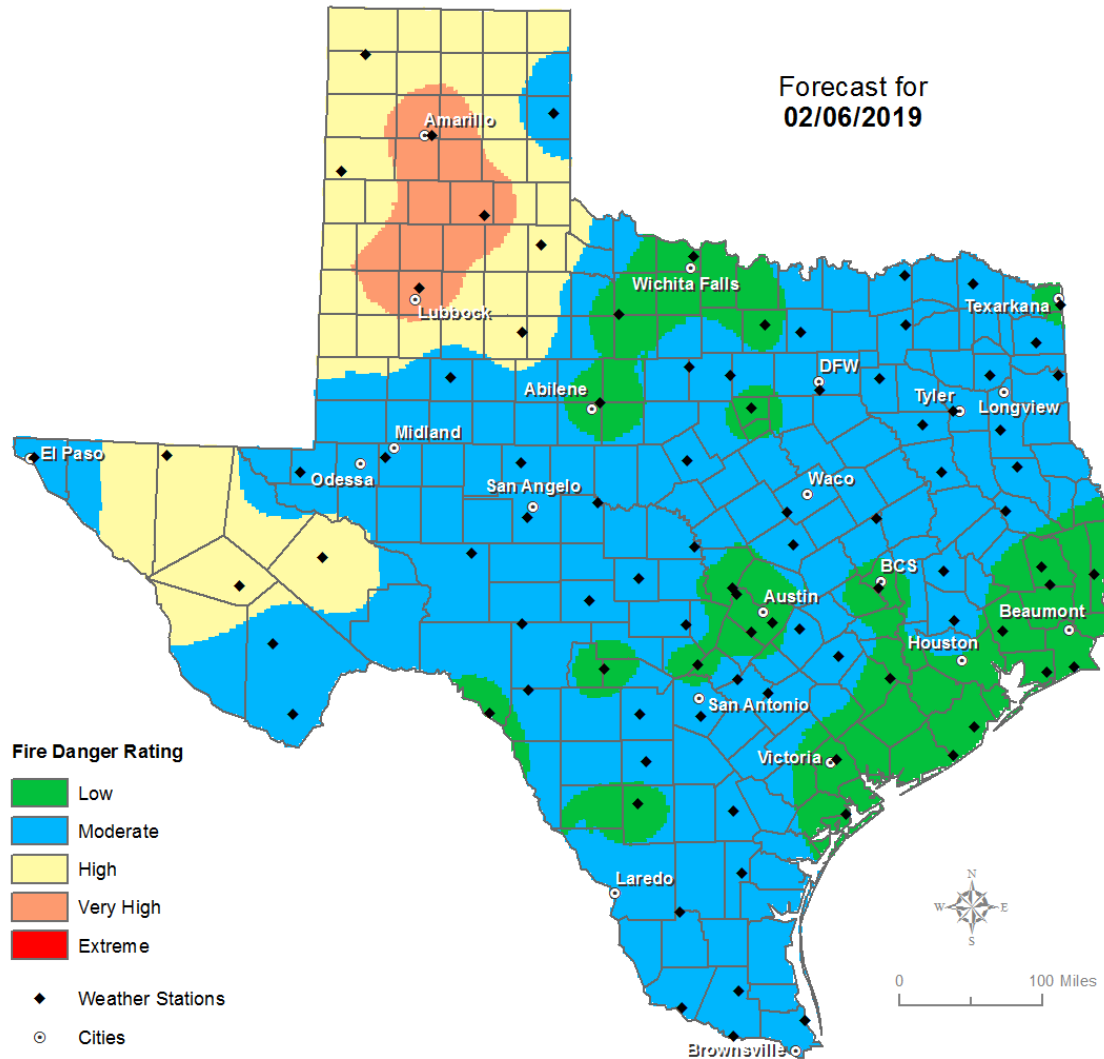 Forecast for
02/06/2019
Amarillo
Lubbock
Wichita Falls
Texarkana
DFW
Abilene
Tyler
Longview
Midland
El Paso
Odessa
San Angelo
Waco
BCS
Austin
Beaumont
Houston
San Antonio
Victoria
Laredo
Brownsville
Fire Danger Rating
Low
Moderate
High
Very High
Extreme
Weather Stations
Cities
N
W
E
S
0
100 Miles